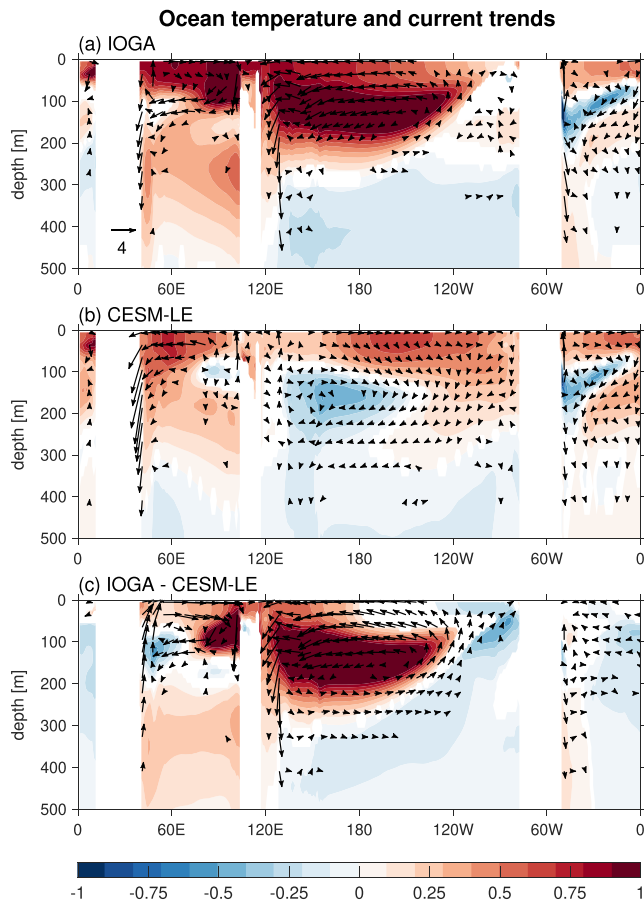 Ocean temperature and current trends
(a) IOGA
0
100
200
300
400
500
depth [m]
4
0 60E 120E 180 120W 60W 0
(b) CESM-LE
0
100
200
300
400
500
depth [m]
0 60E 120E 180 120W 60W 0
(c) IOGA - CESM-LE
0
100
200
300
400
500
depth [m]
0 60E 120E 180 120W 60W 0
-1 -0.75 -0.5 -0.25 0 0.25 0.5 0.75 1